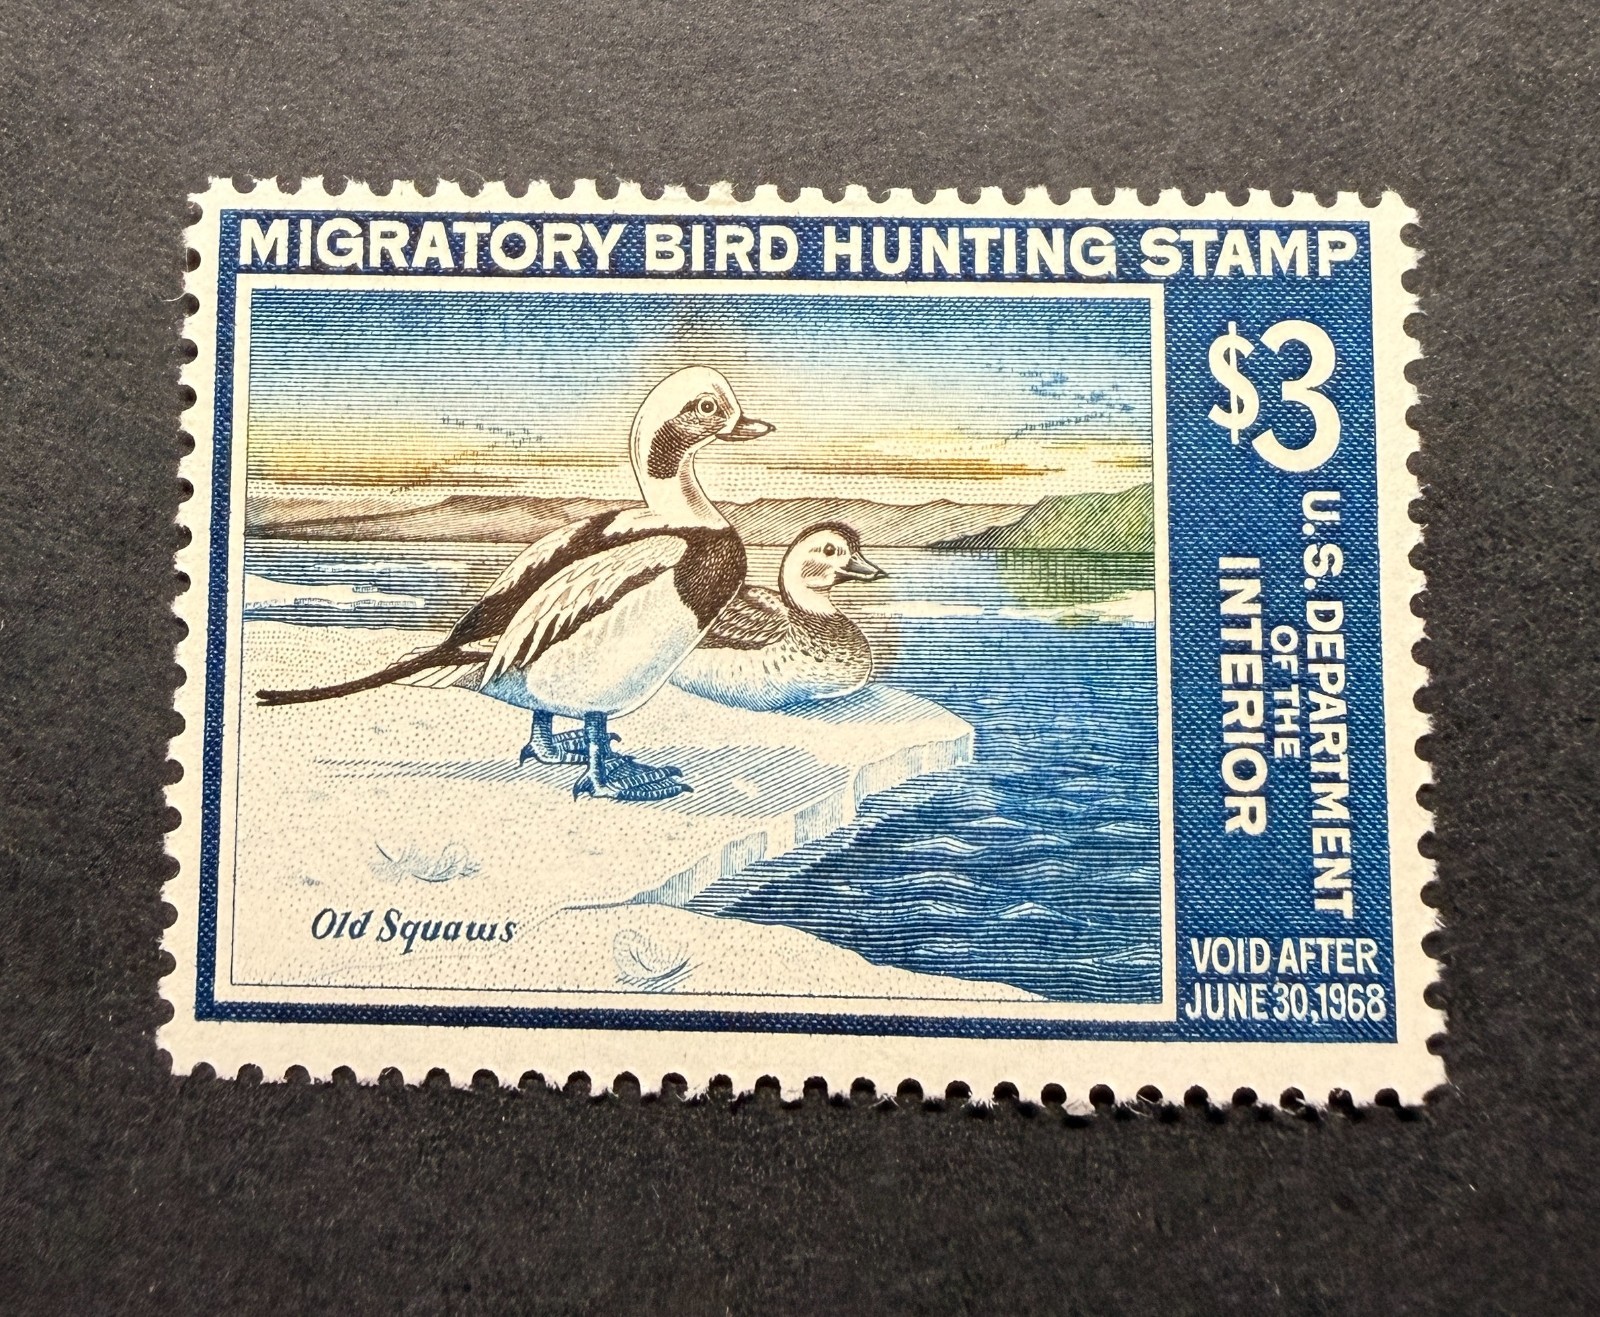 MIGRATORY BIRD HUNTING STAMP
$3
U.S. DEPARTMENT
OF THE
INTERIOR
VOID AFTER
JUNE 30, 1968
Old Squaws